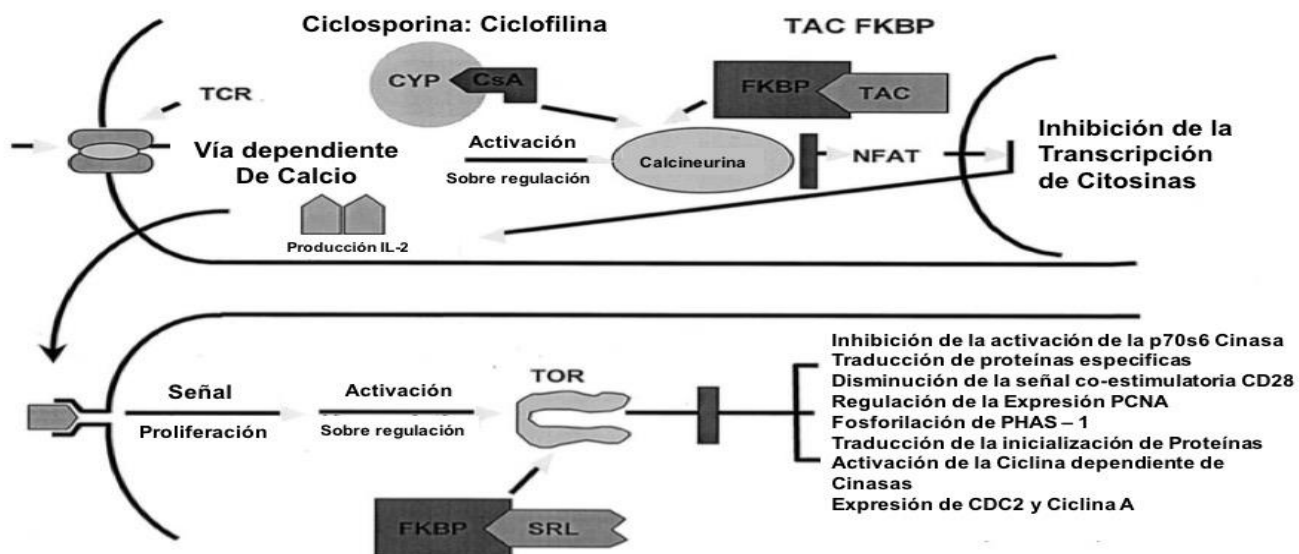 Ciclosporina: Ciclofilina
TAC FKBP
TCR
CYP
CsA
FKBP
TAC
Vía dependiente
De Calcio
Activación
Sobre regulación
Calcineurina
NFAT
Inhibición de la
Transcripción
de Citosinas
Producción IL-2
Señal
Proliferación
Activación
Sobre regulación
TOR
FKBP
SRL
Inhibición de la activación de la p70s6 Cinasa
Traducción de proteínas especificas
Disminución de la señal co-estimulatoria CD28
Regulación de la Expresión PCNA
Fosforilación de PHAS – 1
Traducción de la inicialización de Proteínas
Activación de la Ciclina dependiente de
Cinasas
Expresión de CDC2 y Ciclina A